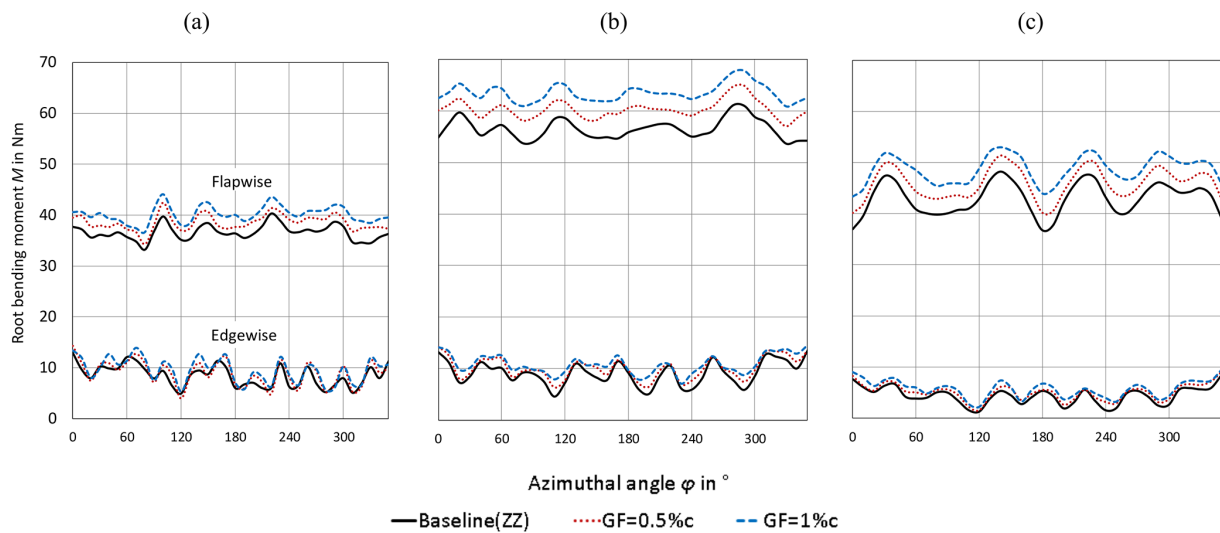 (a) (b) (c)
Root bending moment M in Nm
70
60
50
40
30
20
10
0
Flapwise
Edgewise
0 60 120 180 240 300
0 60 120 180 240 300
0 60 120 180 240 300
Azimuthal angle φ in °
Baseline(ZZ) GF=0.5%c GF=1%c